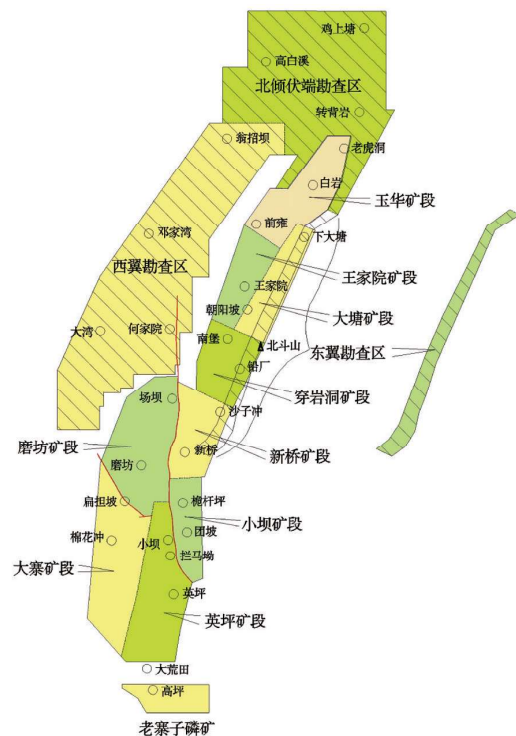 鸡上塘
高白溪
北倾伏端勘查区
转背岩
翁招坝
老虎洞
白岩
玉华矿段
前雍
邓家湾
下大塘
西翼勘查区
王家院矿段
王家院
大塘矿段
朝阳坡
大湾
何家院
南堡
北斗山
东翼勘查区
铅厂
穿岩洞矿段
场坝
沙子冲
磨坊矿段
新桥
新桥矿段
磨坊
扁担坡
桅杆坪
小坝矿段
棉花冲
小坝
团坡
拦马坳
大寨矿段
英坪
英坪矿段
大荒田
高坪
老寨子磷矿